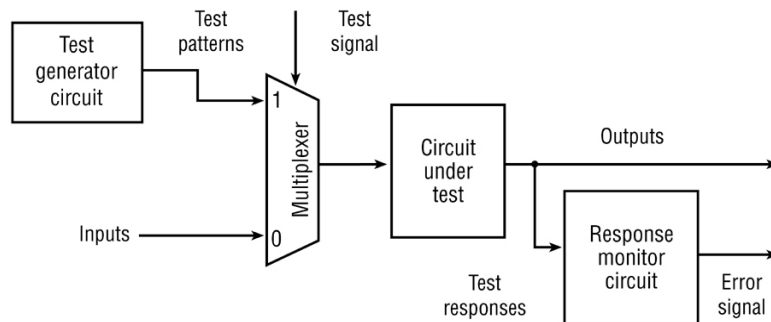 Test
generator
circuit
Test
patterns
Test
signal
1
Multiplexer
0
Inputs
Circuit
under
test
Outputs
Response
monitor
circuit
Test
responses
Error
signal